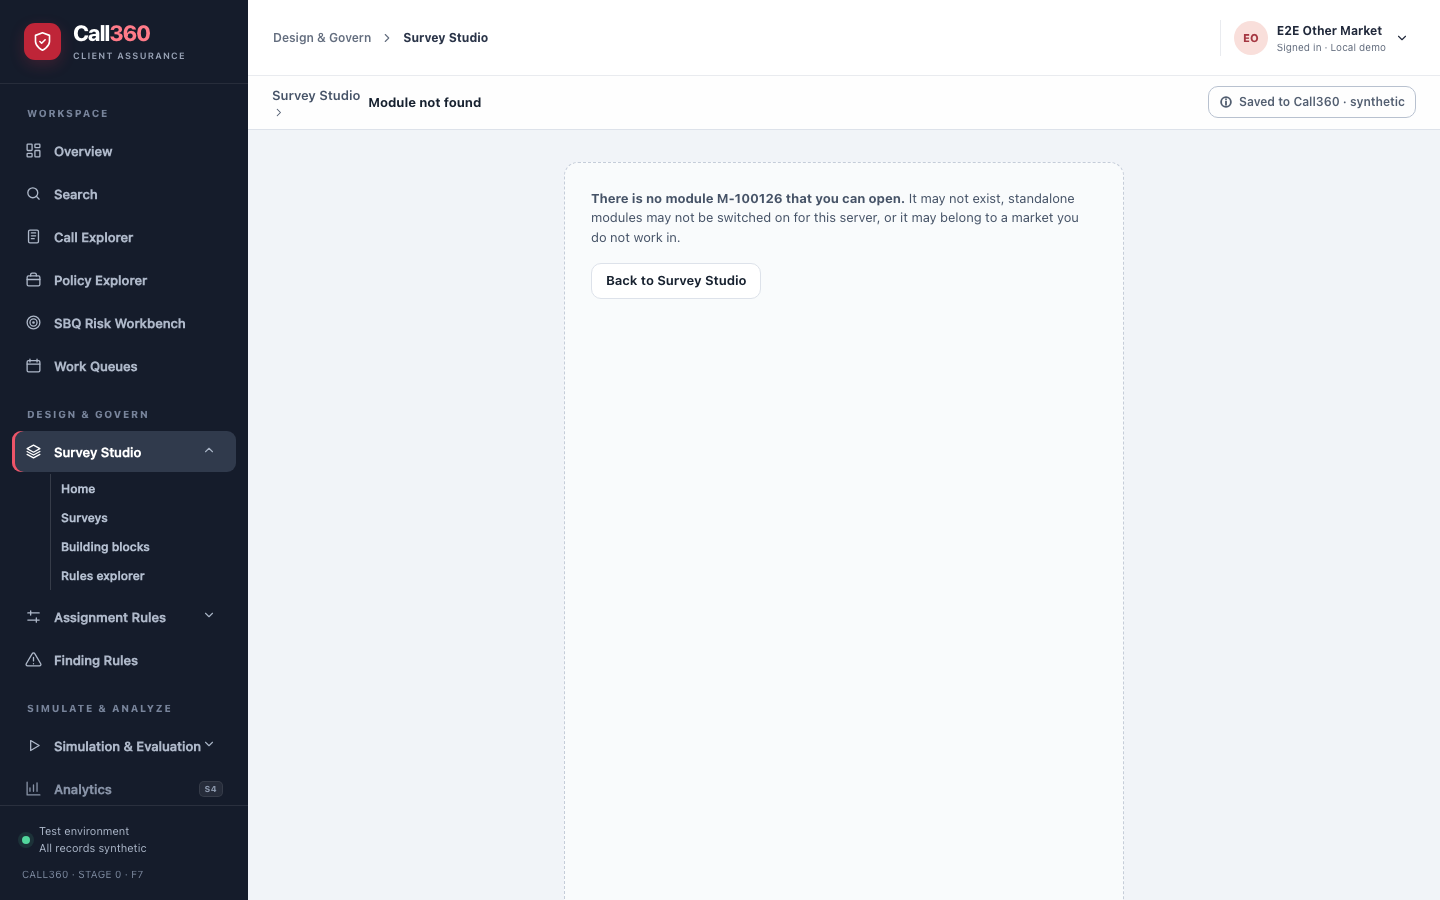 Call360
CLIENT ASSURANCE
WORKSPACE
Overview
Search
Call Explorer
Policy Explorer
SBQ Risk Workbench
Work Queues
DESIGN & GOVERN
Survey Studio
Home
Surveys
Building blocks
Rules explorer
Assignment Rules
Finding Rules
SIMULATE & ANALYZE
Simulation & Evaluation
Analytics S4
Test environment
All records synthetic
CALL360 · STAGE 0 · F7
Design & Govern > Survey Studio
EO
E2E Other Market
Signed in · Local demo
Survey Studio
> Module not found
Saved to Call360 · synthetic
There is no module M-100126 that you can open. It may not exist, standalone
modules may not be switched on for this server, or it may belong to a market you
do not work in.
Back to Survey Studio